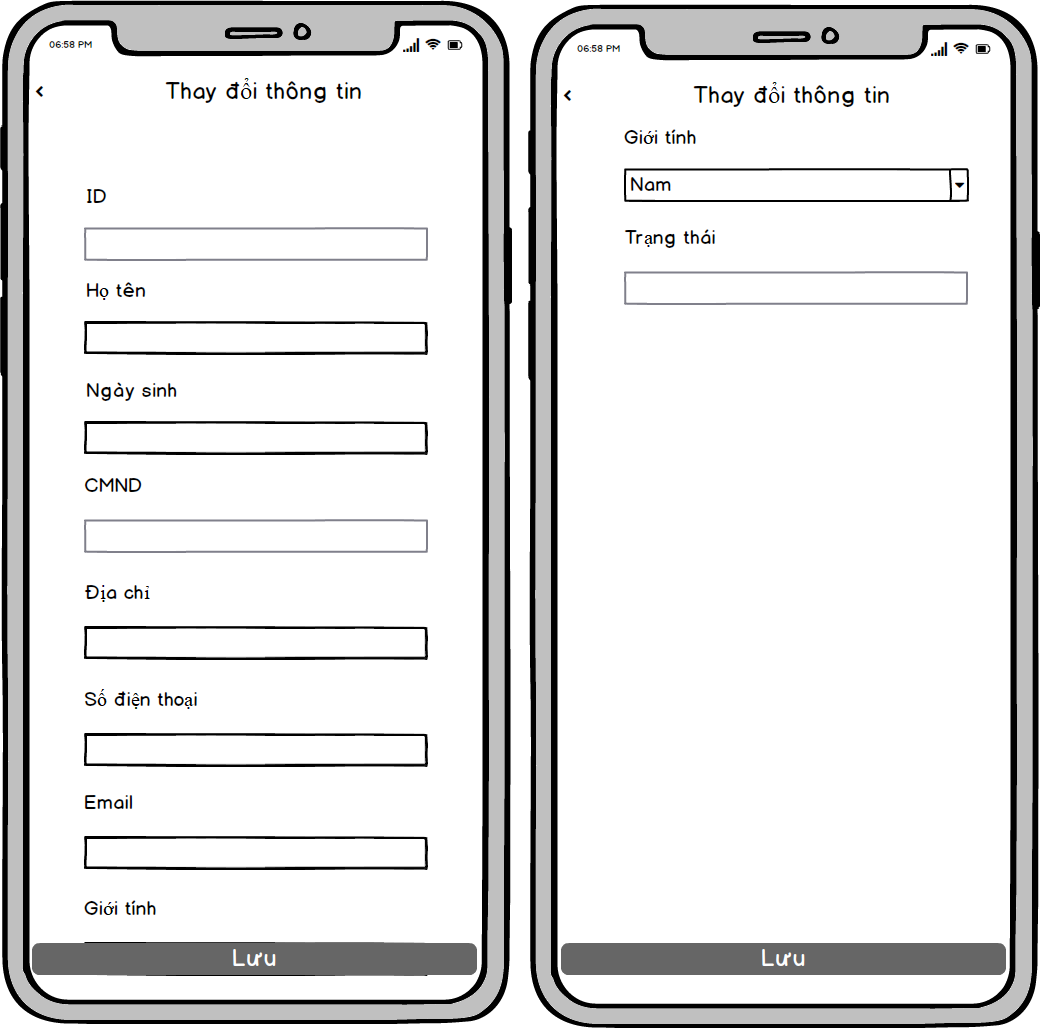 06:58 PM
Thay đổi thông tin
ID
Họ tên
Ngày sinh
CMND
Địa chỉ
Số điện thoại
Email
Giới tính
Lưu
06:58 PM
Thay đổi thông tin
Giới tính
Nam
Trạng thái
Lưu